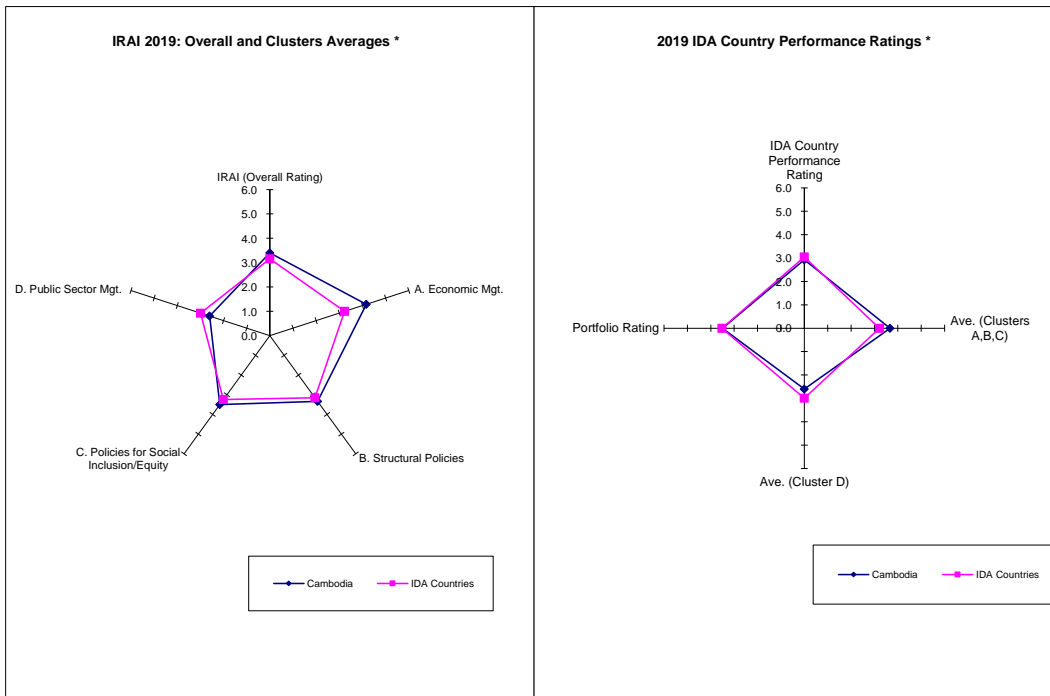 IRAI 2019: Overall and Clusters Averages *
IRAI (Overall Rating)
6.0
5.0
4.0
3.0
2.0
1.0
0.0
A. Economic Mgt.
B. Structural Policies
C. Policies for Social
Inclusion/Equity
D. Public Sector Mgt.
Cambodia
IDA Countries
2019 IDA Country Performance Ratings *
IDA Country
Performance
Rating
6.0
5.0
4.0
3.0
2.0
1.0
0.0
Ave. (Clusters
A,B,C)
Ave. (Cluster D)
Portfolio Rating
Cambodia
IDA Countries